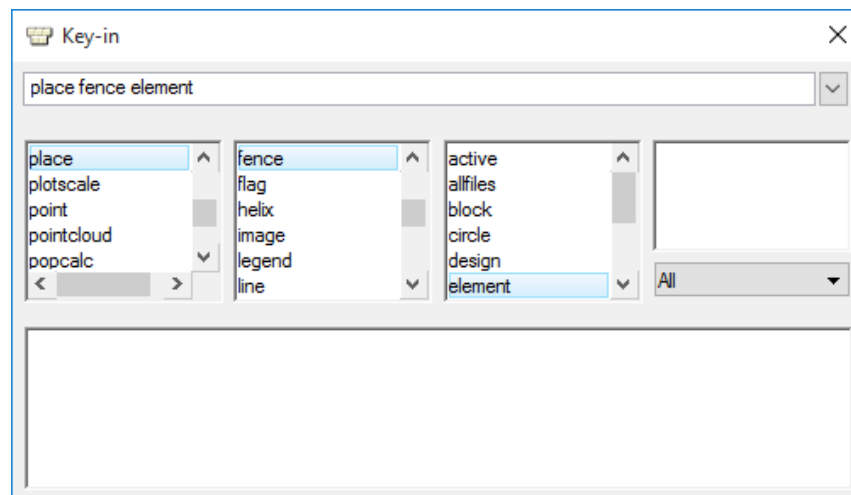 Key-in
place fence element
place
plotscale
point
pointcloud
popcalc
fence
flag
helix
image
legend
line
active
allfiles
block
circle
design
element
All